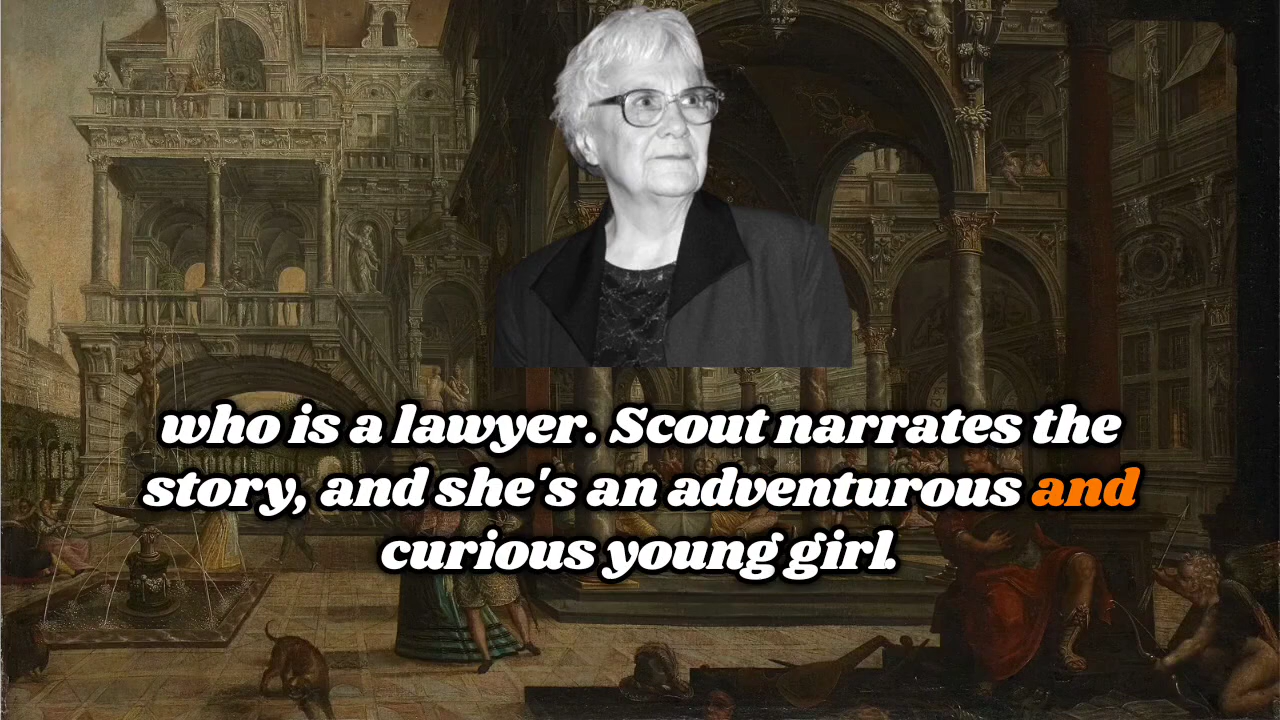 who is a lawyer. Scout narrates the
story, and she's an adventurous and
curious young girl.